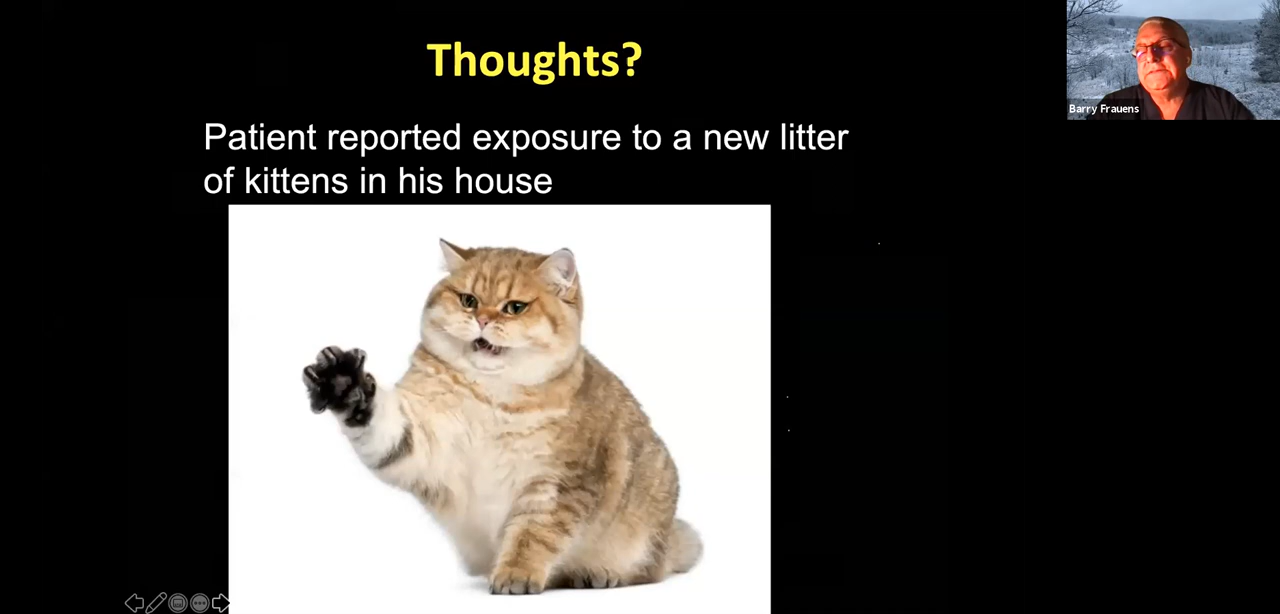 Thoughts?
Barry Frauens
Patient reported exposure to a new litter
of kittens in his house